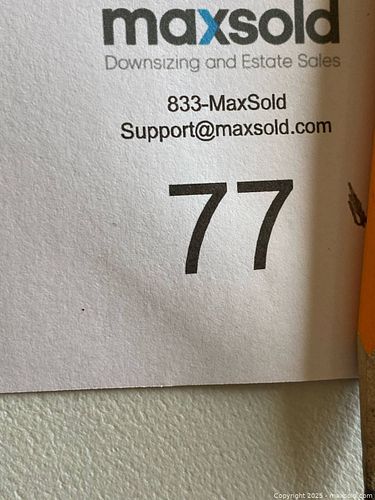 maxsold
Downsizing and Estate Sales
833-MaxSold
Support@maxsold.com
77
Copyright 2025 - maxsold.com